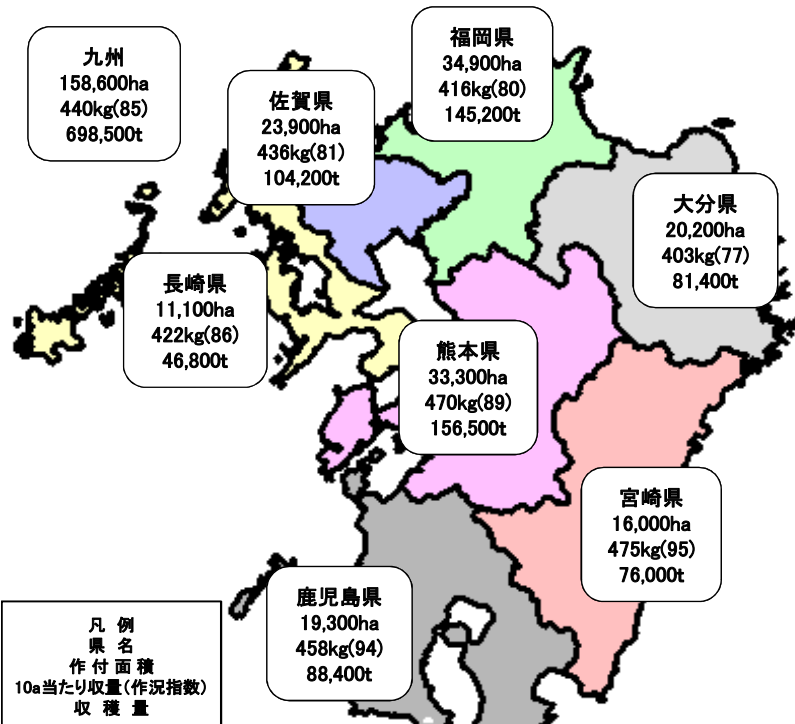 九州
158,600ha
440kg(85)
698,500t
福岡県
34,900ha
416kg(80)
145,200t
佐賀県
23,900ha
436kg(81)
104,200t
大分県
20,200ha
403kg(77)
81,400t
長崎県
11,100ha
422kg(86)
46,800t
熊本県
33,300ha
470kg(89)
156,500t
宮崎県
16,000ha
475kg(95)
76,000t
鹿児島県
19,300ha
458kg(94)
88,400t
凡 例
県 名
作 付 面 積
10a当たり収量(作況指数)
収 穫 量